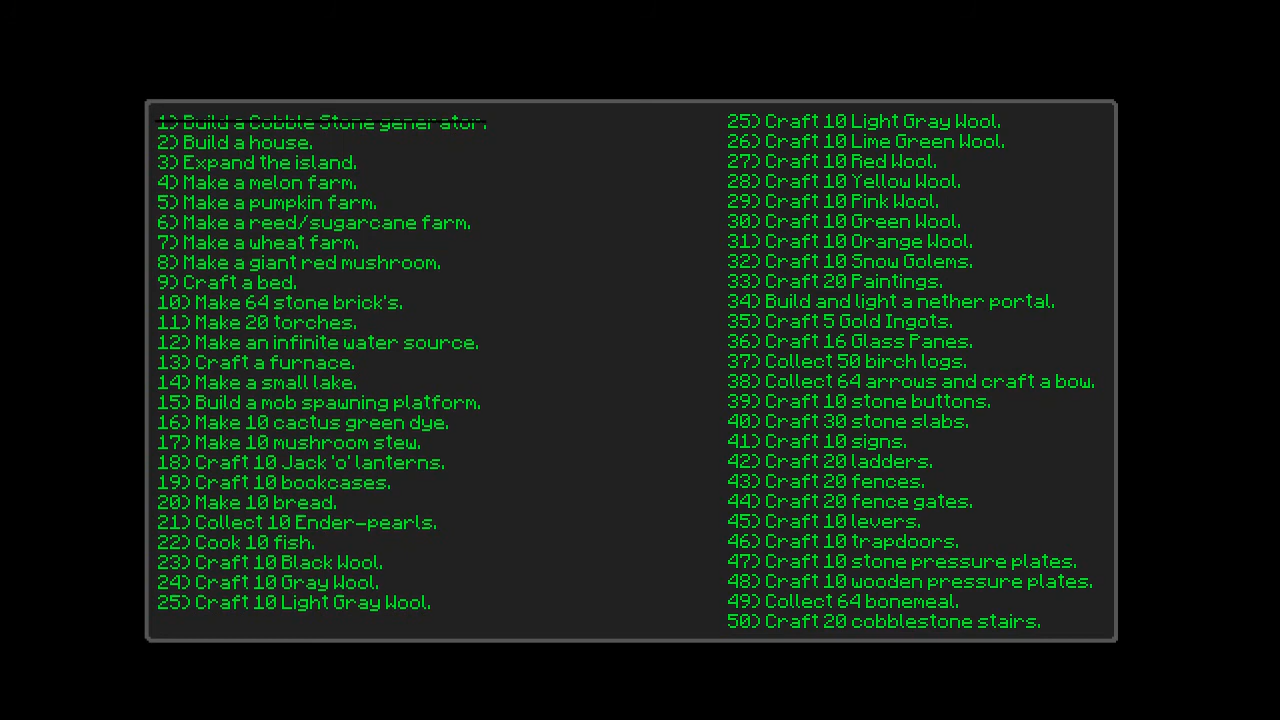 1) Build a Cobble Stone generator.
2) Build a house.
3) Expand the island.
4) Make a melon farm.
5) Make a pumpkin farm.
6) Make a reed/sugarcane farm.
7) Make a wheat farm.
8) Make a giant red mushroom.
9) Craft a bed.
10) Make 64 stone brick's.
11) Make 20 torches.
12) Make an infinite water source.
13) Craft a furnace.
14) Make a small lake.
15) Build a mob spawning platform.
16) Make 10 cactus green dye.
17) Make 10 mushroom stew.
18) Craft 10 Jack 'o' lanterns.
19) Craft 10 bookcases.
20) Make 10 bread.
21) Collect 10 Ender-pearls.
22) Cook 10 fish.
23) Craft 10 Black Wool.
24) Craft 10 Gray Wool.
25) Craft 10 Light Gray Wool.
25) Craft 10 Light Gray Wool.
26) Craft 10 Lime Green Wool.
27) Craft 10 Red Wool.
28) Craft 10 Yellow Wool.
29) Craft 10 Pink Wool.
30) Craft 10 Green Wool.
31) Craft 10 Orange Wool.
32) Craft 10 Snow Golems.
33) Craft 20 Paintings.
34) Build and light a nether portal.
35) Craft 5 Gold Ingots.
36) Craft 16 Glass Panes.
37) Collect 50 birch logs.
38) Collect 64 arrows and craft a bow.
39) Craft 10 stone buttons.
40) Craft 30 stone slabs.
41) Craft 10 signs.
42) Craft 20 ladders.
43) Craft 20 fences.
44) Craft 20 fence gates.
45) Craft 10 levers.
46) Craft 10 trapdoors.
47) Craft 10 stone pressure plates.
48) Craft 10 wooden pressure plates.
49) Collect 64 bonemeal.
50) Craft 20 cobblestone stairs.